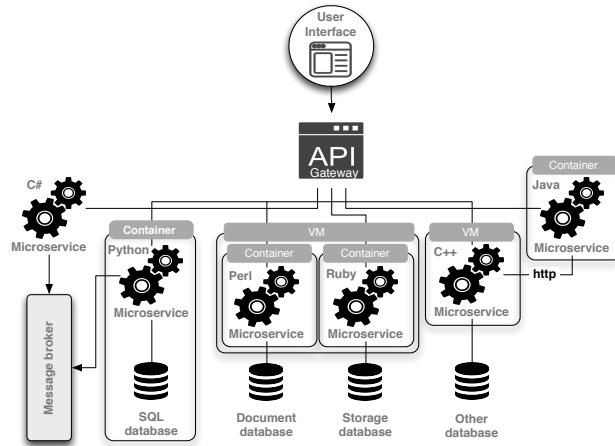 User
Interface
API
Gateway
Container
C#
Java
Microservice
Microservice
Container
VM
VM
Python
Container
Container
C++
Perl
Ruby
http
Microservice
Microservice
Microservice
Microservice
Message broker
SQL
database
Document
database
Storage
database
Other
database